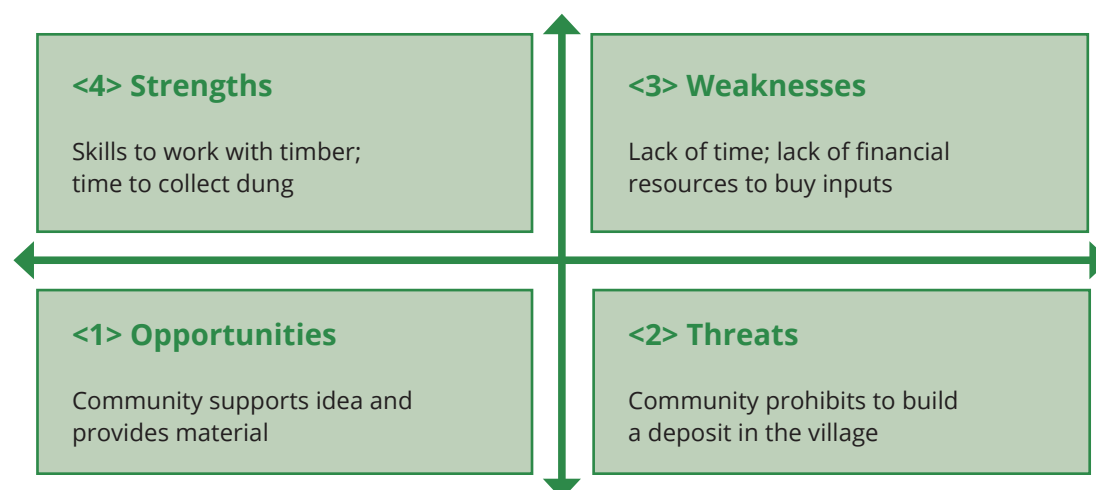 <4> Strengths
Skills to work with timber;
time to collect dung
<3> Weaknesses
Lack of time; lack of financial
resources to buy inputs
<1> Opportunities
Community supports idea and
provides material
<2> Threats
Community prohibits to build
a deposit in the village